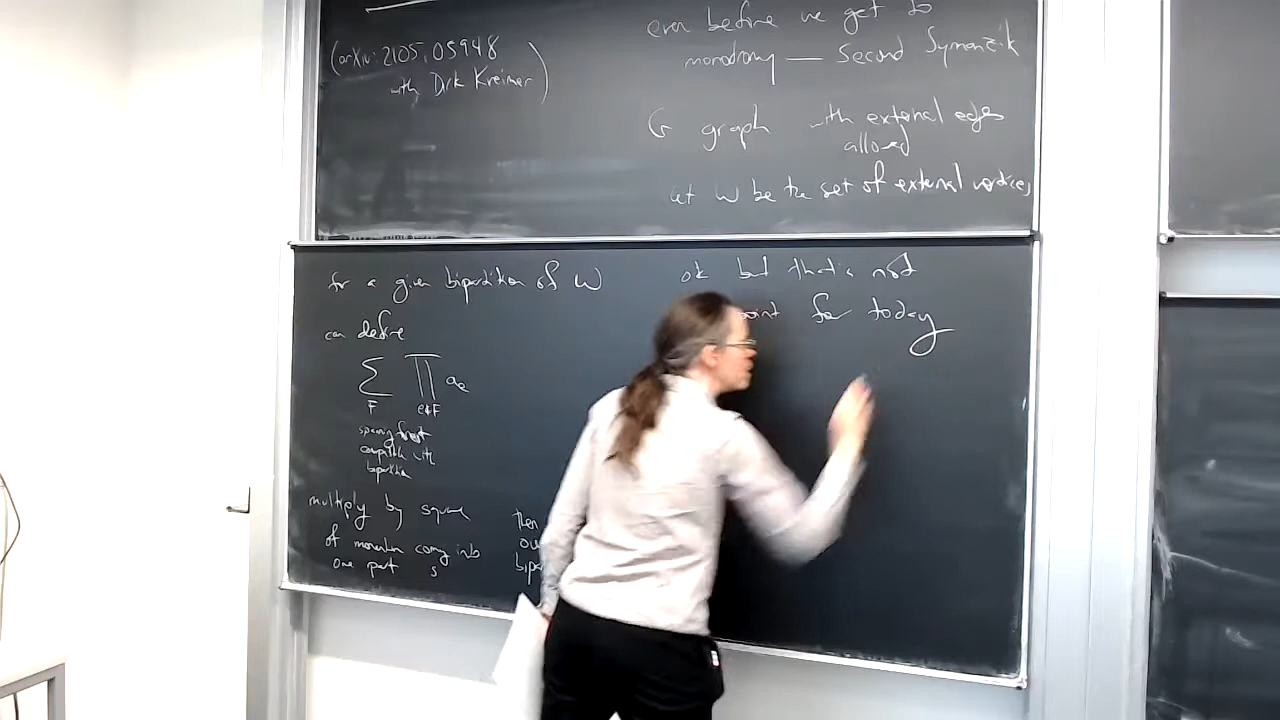 (arXiv: 2105.05948
with Dirk Kreimer)
even before we get to
monodromy — Second Symanzik
G graph with external edges
allowed
let W be the set of external vertices
for a given bipartition of W
can define
∑ ∏ a_e
F e∉F
spanning forest
compatible with
bipartition
multiply by square
of momentum coming into
one part s
then
ok but that's not
point for today